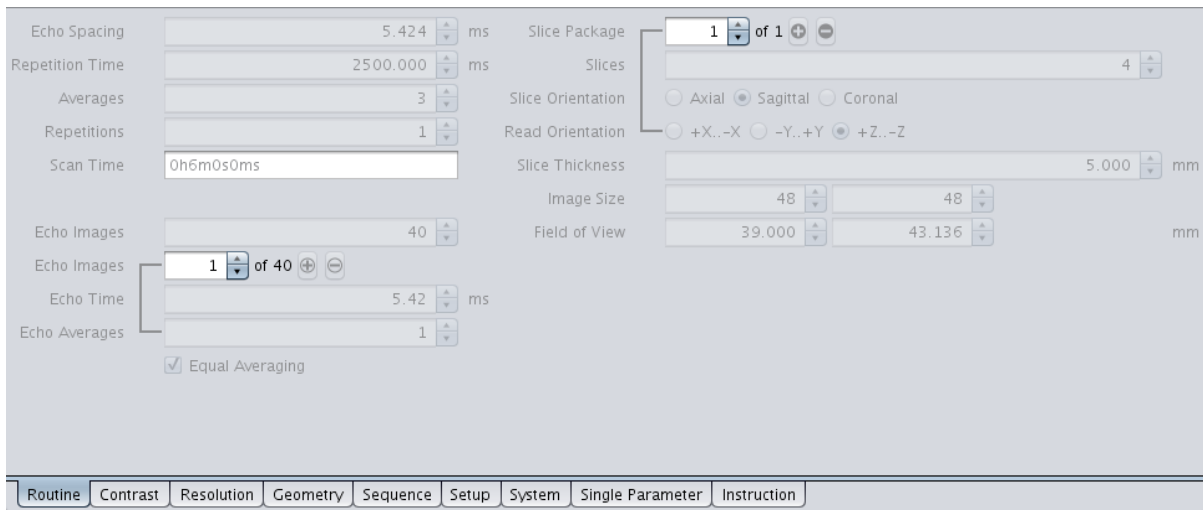 Echo Spacing 5.424 ms
Repetition Time 2500.000 ms
Averages 3
Repetitions 1
Scan Time 0h6m0s0ms
Echo Images 40
Echo Images 1 of 40
Echo Time 5.42 ms
Echo Averages 1
Equal Averaging
Slice Package 1 of 1
Slices 4
Slice Orientation Axial Sagittal Coronal
Read Orientation +X..-X -Y..+Y +Z..-Z
Slice Thickness 5.000 mm
Image Size 48 48
Field of View 39.000 43.136 mm
Routine Contrast Resolution Geometry Sequence Setup System Single Parameter Instruction